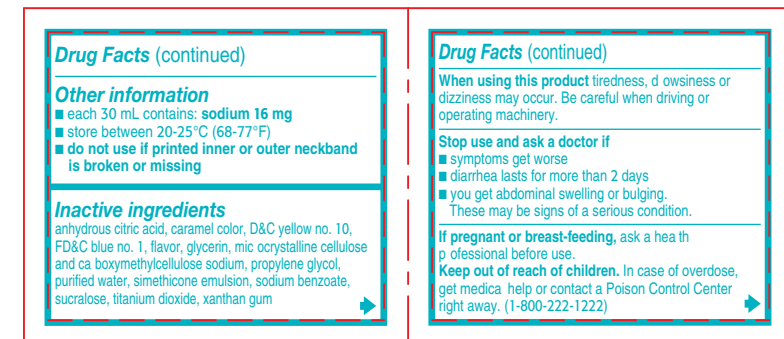 Drug Facts (continued)
Other information
■ each 30 mL contains: sodium 16 mg
■ store between 20-25°C (68-77°F)
■ do not use if printed inner or outer neckband
is broken or missing
Inactive ingredients
anhydrous citric acid, caramel color, D&C yellow no. 10,
FD&C blue no. 1, flavor, glycerin, mic ocrystalline cellulose
and ca boxymethylcellulose sodium, propylene glycol,
purified water, simethicone emulsion, sodium benzoate,
sucralose, titanium dioxide, xanthan gum
Drug Facts (continued)
When using this product tiredness, d owsiness or
dizziness may occur. Be careful when driving or
operating machinery.
Stop use and ask a doctor if
■ symptoms get worse
■ diarrhea lasts for more than 2 days
■ you get abdominal swelling or bulging.
These may be signs of a serious condition.
If pregnant or breast-feeding, ask a hea th
p ofessional before use.
Keep out of reach of children. In case of overdose,
get medica help or contact a Poison Control Center
right away. (1-800-222-1222)